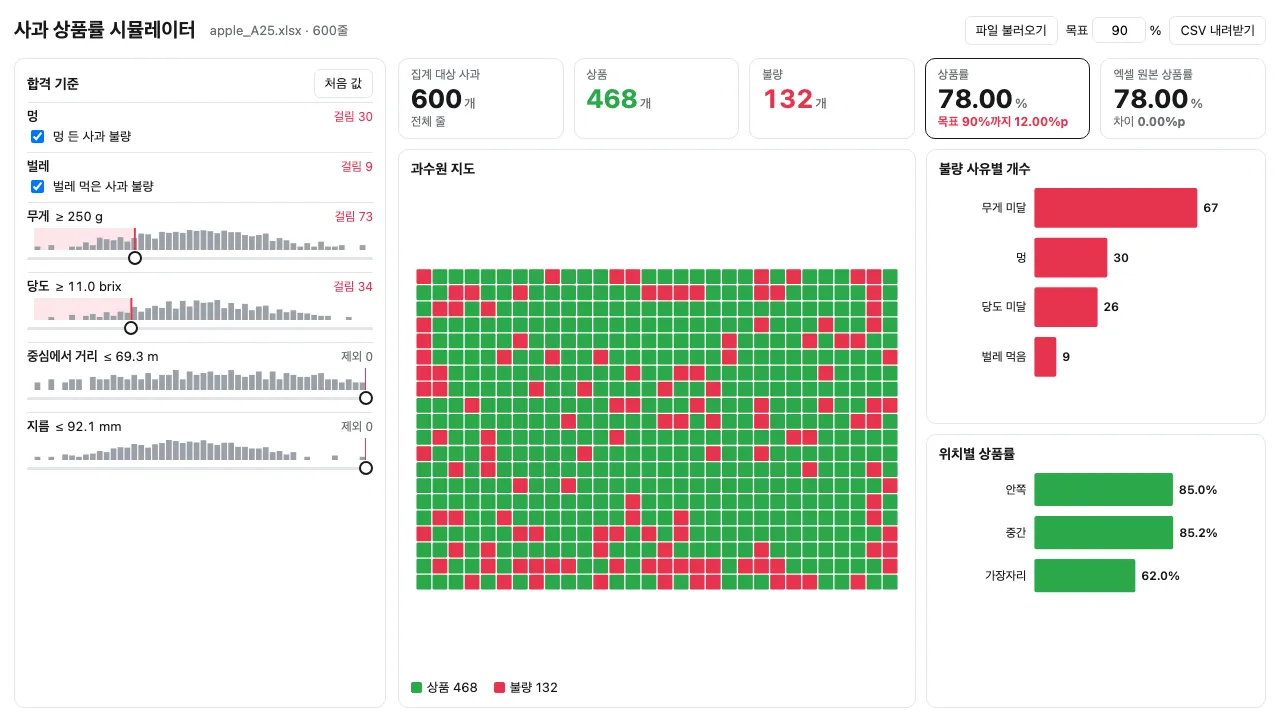 사과 상품률 시뮬레이터 apple_A25.xlsx · 600줄 파일 불러오기 목표 90 % CSV 내려받기
합격 기준 처음 값
멍 걸림 30
멍 든 사과 불량
벌레 걸림 9
벌레 먹은 사과 불량
무게 ≥ 250 g 걸림 73
당도 ≥ 11.0 brix 걸림 34
중심에서 거리 ≤ 69.3 m 제외 0
지름 ≤ 92.1 mm 제외 0
집계 대상 사과
600 개
전체 줄
상품
468 개
불량
132 개
상품률
78.00 %
목표 90%까지 12.00%p
엑셀 원본 상품률
78.00 %
차이 0.00%p
과수원 지도
상품 468 불량 132
불량 사유별 개수
무게 미달 67
멍 30
당도 미달 26
벌레 먹음 9
위치별 상품률
안쪽 85.0%
중간 85.2%
가장자리 62.0%